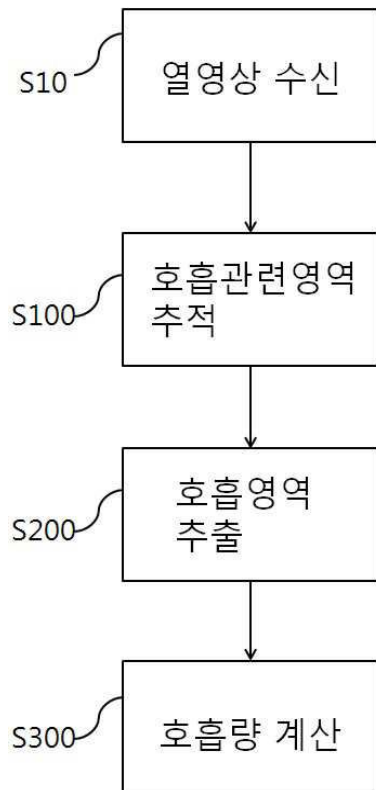 S10
열영상 수신
S100
호흡관련영역
추적
S200
호흡영역
추출
S300
호흡량 계산